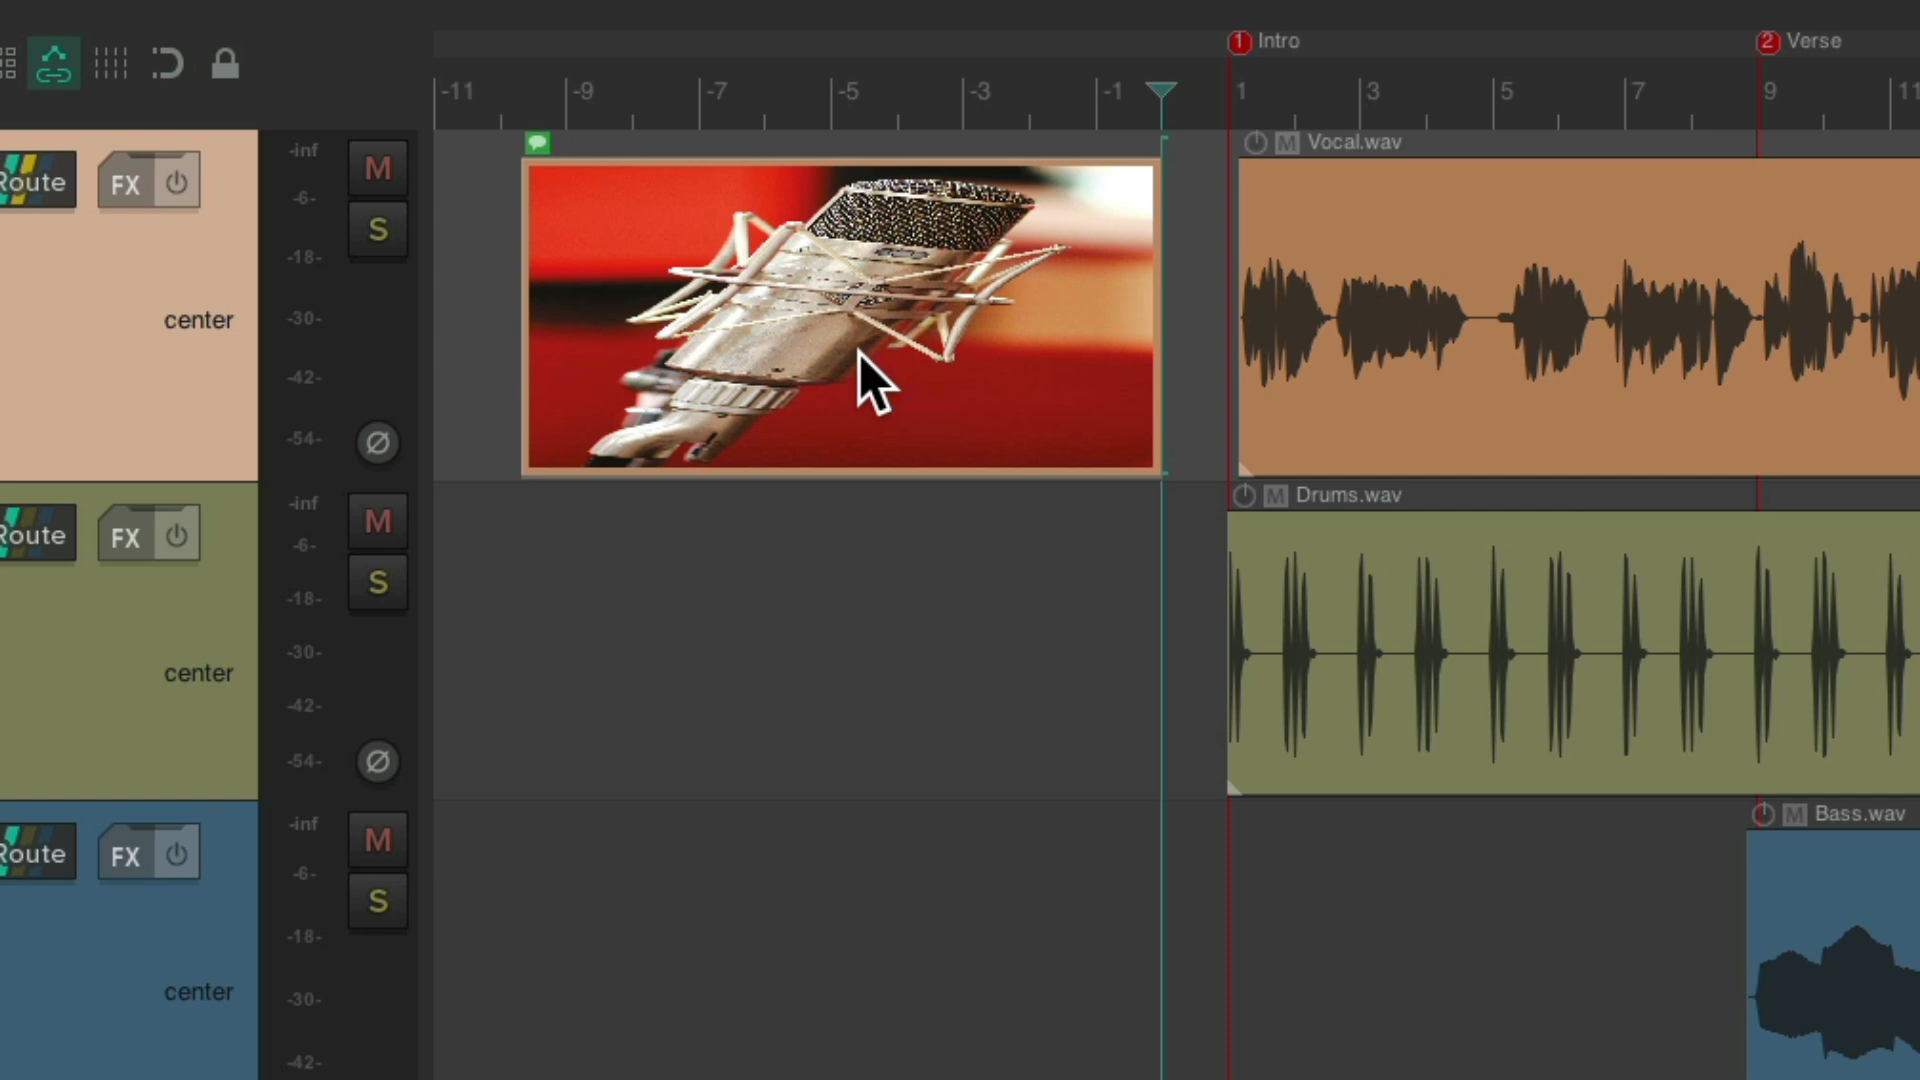 1 Intro
2 Verse
-11 -9 -7 -5 -3 -1 1 3 5 7 9 11
M Vocal.wav
Route FX
-inf
-6-
-18-
-30-
-42-
-54-
M
S
center
Ø
M Drums.wav
Route FX
-inf
-6-
-18-
-30-
-42-
-54-
M
S
center
Ø
M Bass.wav
Route FX
-inf
-6-
-18-
-30-
-42-
M
S
center